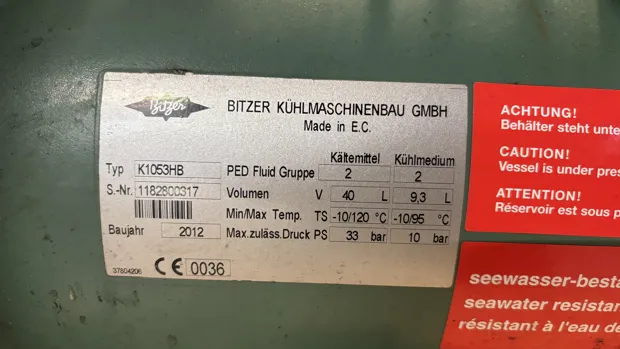 Bitzer
BITZER KÜHLMASCHINENBAU GMBH
Made in E.C.
Kältemittel Kühlmedium
Typ K1053HB PED Fluid Gruppe 2 2
S.-Nr. 1182800317 Volumen V 40 L 9,3 L
Min/Max Temp. TS -10/120 °C -10/95 °C
Baujahr 2012 Max.zuläss.Druck PS 33 bar 10 bar
37804206 CE 0036
ACHTUNG!
Behälter steht unte
CAUTION!
Vessel is under pres
ATTENTION!
Réservoir est sous p
seewasser-bestä
seawater resistan
résistant à l'eau de